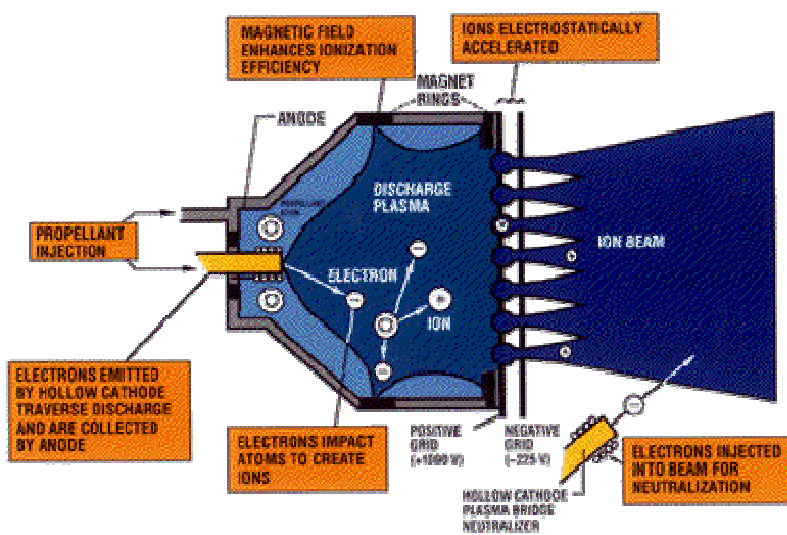 MAGNETIC FIELD
ENHANCES IONIZATION
EFFICIENCY
IONS ELECTROSTATICALLY
ACCELERATED
MAGNET
RINGS
ANODE
DISCHARGE
PLASMA
PROPELLANT
PROPELLANT
INJECTION
ION BEAM
ELECTRON
ION
ELECTRONS EMITTED
BY HOLLOW CATHODE
TRAVERSE DISCHARGE
AND ARE COLLECTED
BY ANODE
ELECTRONS IMPACT
ATOMS TO CREATE
IONS
POSITIVE
GRID
NEGATIVE
GRID
(-225 V)
HOLLOW CATHODE
PLASMA BRIDGE
NEUTRALIZER
ELECTRONS INJECTED
INTO BEAM FOR
NEUTRALIZATION